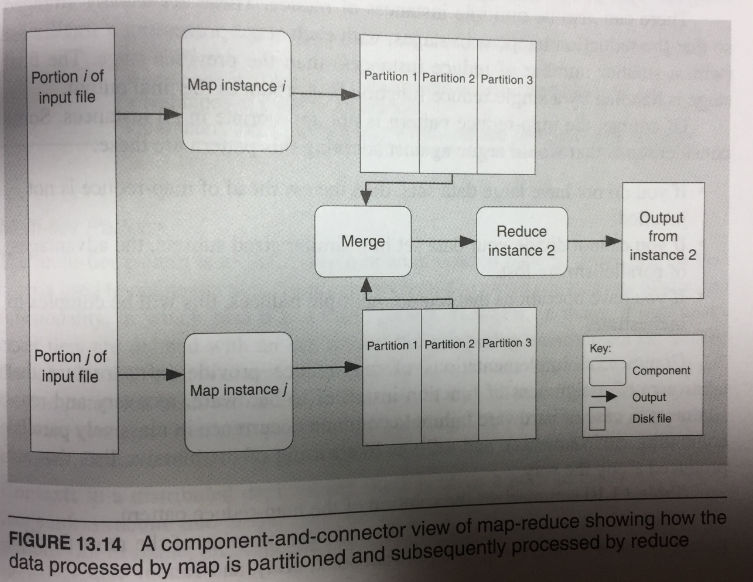 Portion i of
input file
Map instance i
Partition 1
Partition 2
Partition 3
Merge
Reduce
instance 2
Output
from
instance 2
Portion j of
input file
Map instance j
Partition 1
Partition 2
Partition 3
Key:
Component
Output
Disk file
FIGURE 13.14 A component-and-connector view of map-reduce showing how the
data processed by map is partitioned and subsequently processed by reduce